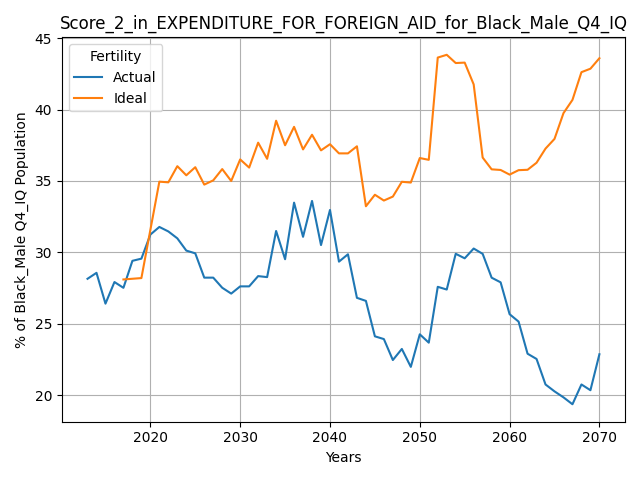 Score_2_in_EXPENDITURE_FOR_FOREIGN_AID_for_Black_Male_Q4_IQ
Fertility
Actual
Ideal
% of Black_Male Q4_IQ Population
45
40
35
30
25
20
2020
2030
2040
2050
2060
2070
Years